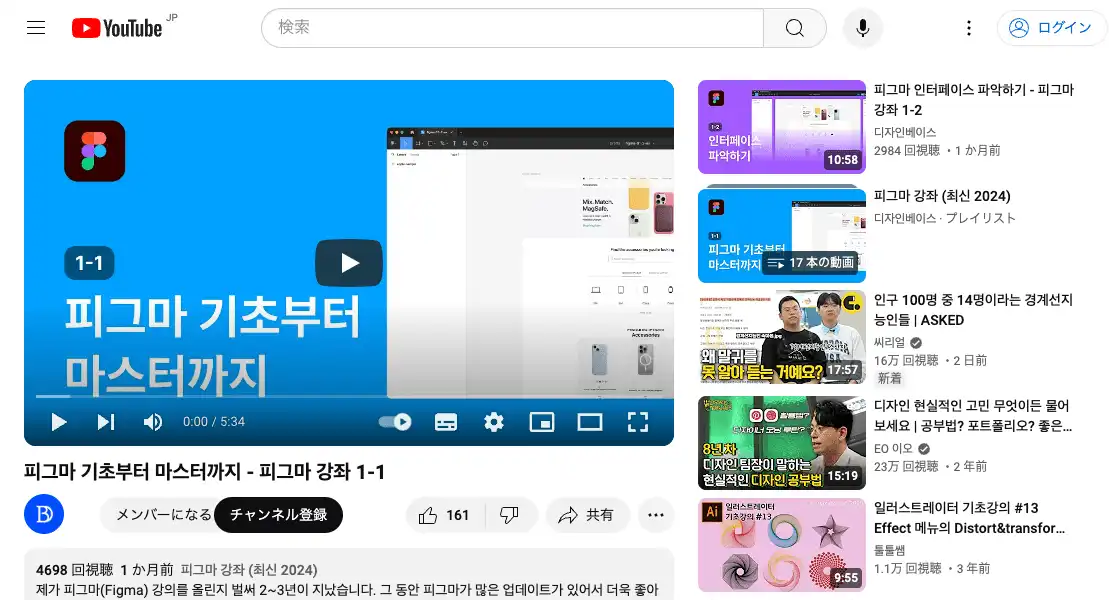 YouTube JP
検索
ログイン
1-1
피그마 기초부터
마스터까지
Mix. Match.
MagSafe.
Accessories
0:00 / 5:34
피그마 기초부터 마스터까지 - 피그마 강좌 1-1
メンバーになる
チャンネル登録
161
共有
4698 回視聴 1 か月前 피그마 강좌 (최신 2024)
제가 피그마(Figma) 강의를 올린지 벌써 2~3년이 지났습니다. 그 동안 피그마가 많은 업데이트가 있어서 더욱 좋아
1-2
인터페이스
파악하기
10:58
피그마 인터페이스 파악하기 - 피그마
강좌 1-2
디자인베이스
2984 回視聴 ・1 か月前
1-1
피그마 기초부터
마스터까지
17 本の動画
피그마 강좌 (최신 2024)
디자인베이스 · プレイリスト
왜 말귀를
못 알아 듣는 거예요?
17:57
인구 100명 중 14명이라는 경계선지
능인들 | ASKED
씨리얼
16万 回視聴 ・2 日前
新着
8년 차
디자인 팀장이 말하는
현실적인 디자인 공부법
15:19
디자인 현실적인 고민 무엇이든 물어
보세요 | 공부법? 포트폴리오? 좋은...
EO 이오
23万 回視聴 ・2 年前
Ai
일러스트레이터
기초강의 #13
9:55
일러스트레이터 기초강의 #13
Effect 메뉴의 Distort&transfor...
툴툴쌤
1.1万 回視聴 ・3 年前